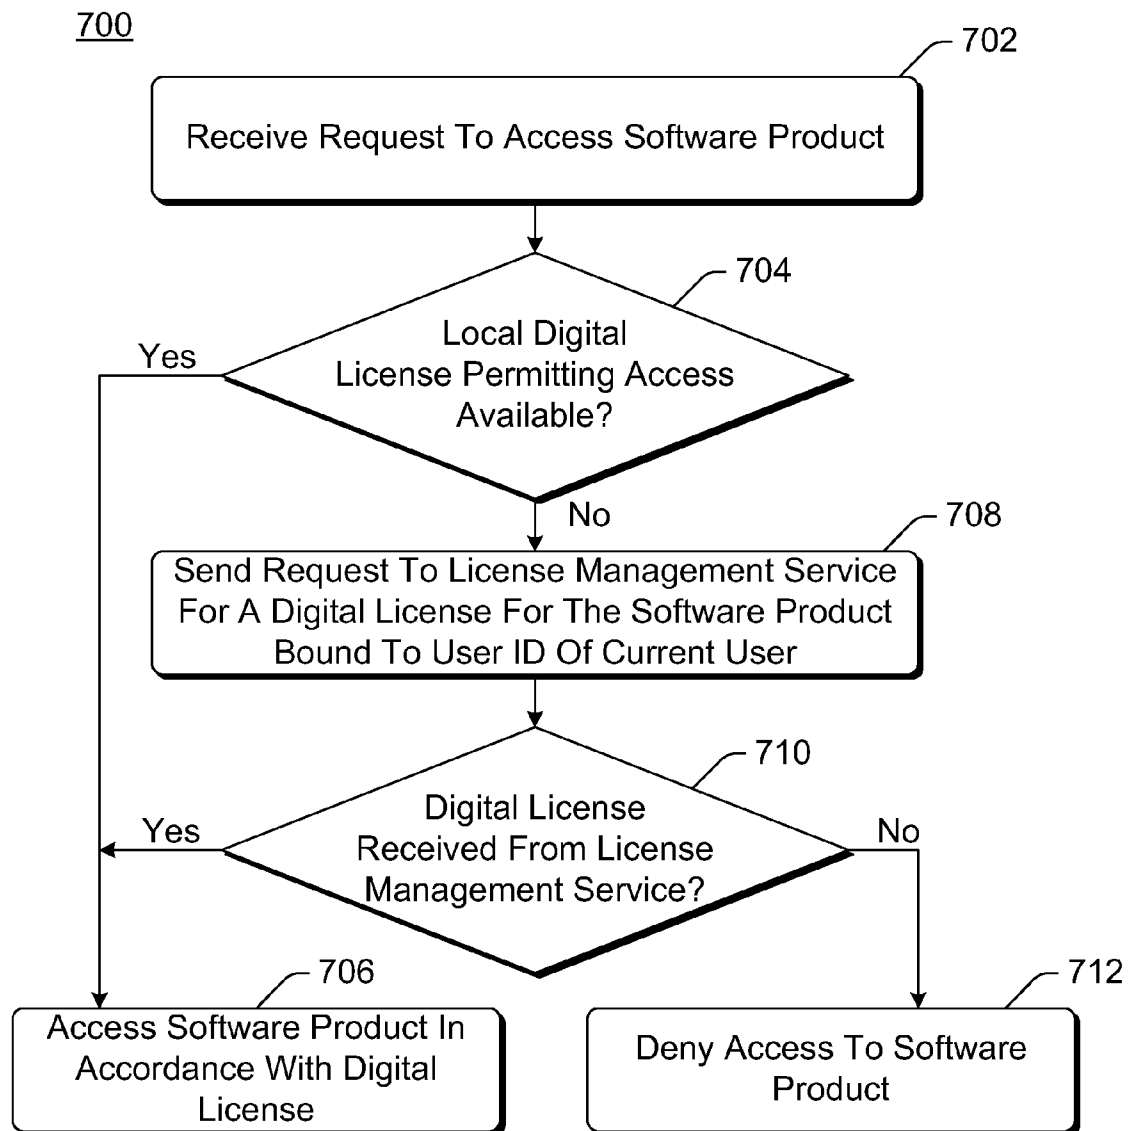 700
702
Receive Request To Access Software Product
704
Local Digital
License Permitting Access
Available?
Yes
No
708
Send Request To License Management Service
For A Digital License For The Software Product
Bound To User ID Of Current User
710
Digital License
Received From License
Management Service?
Yes
No
706
Access Software Product In
Accordance With Digital
License
712
Deny Access To Software
Product